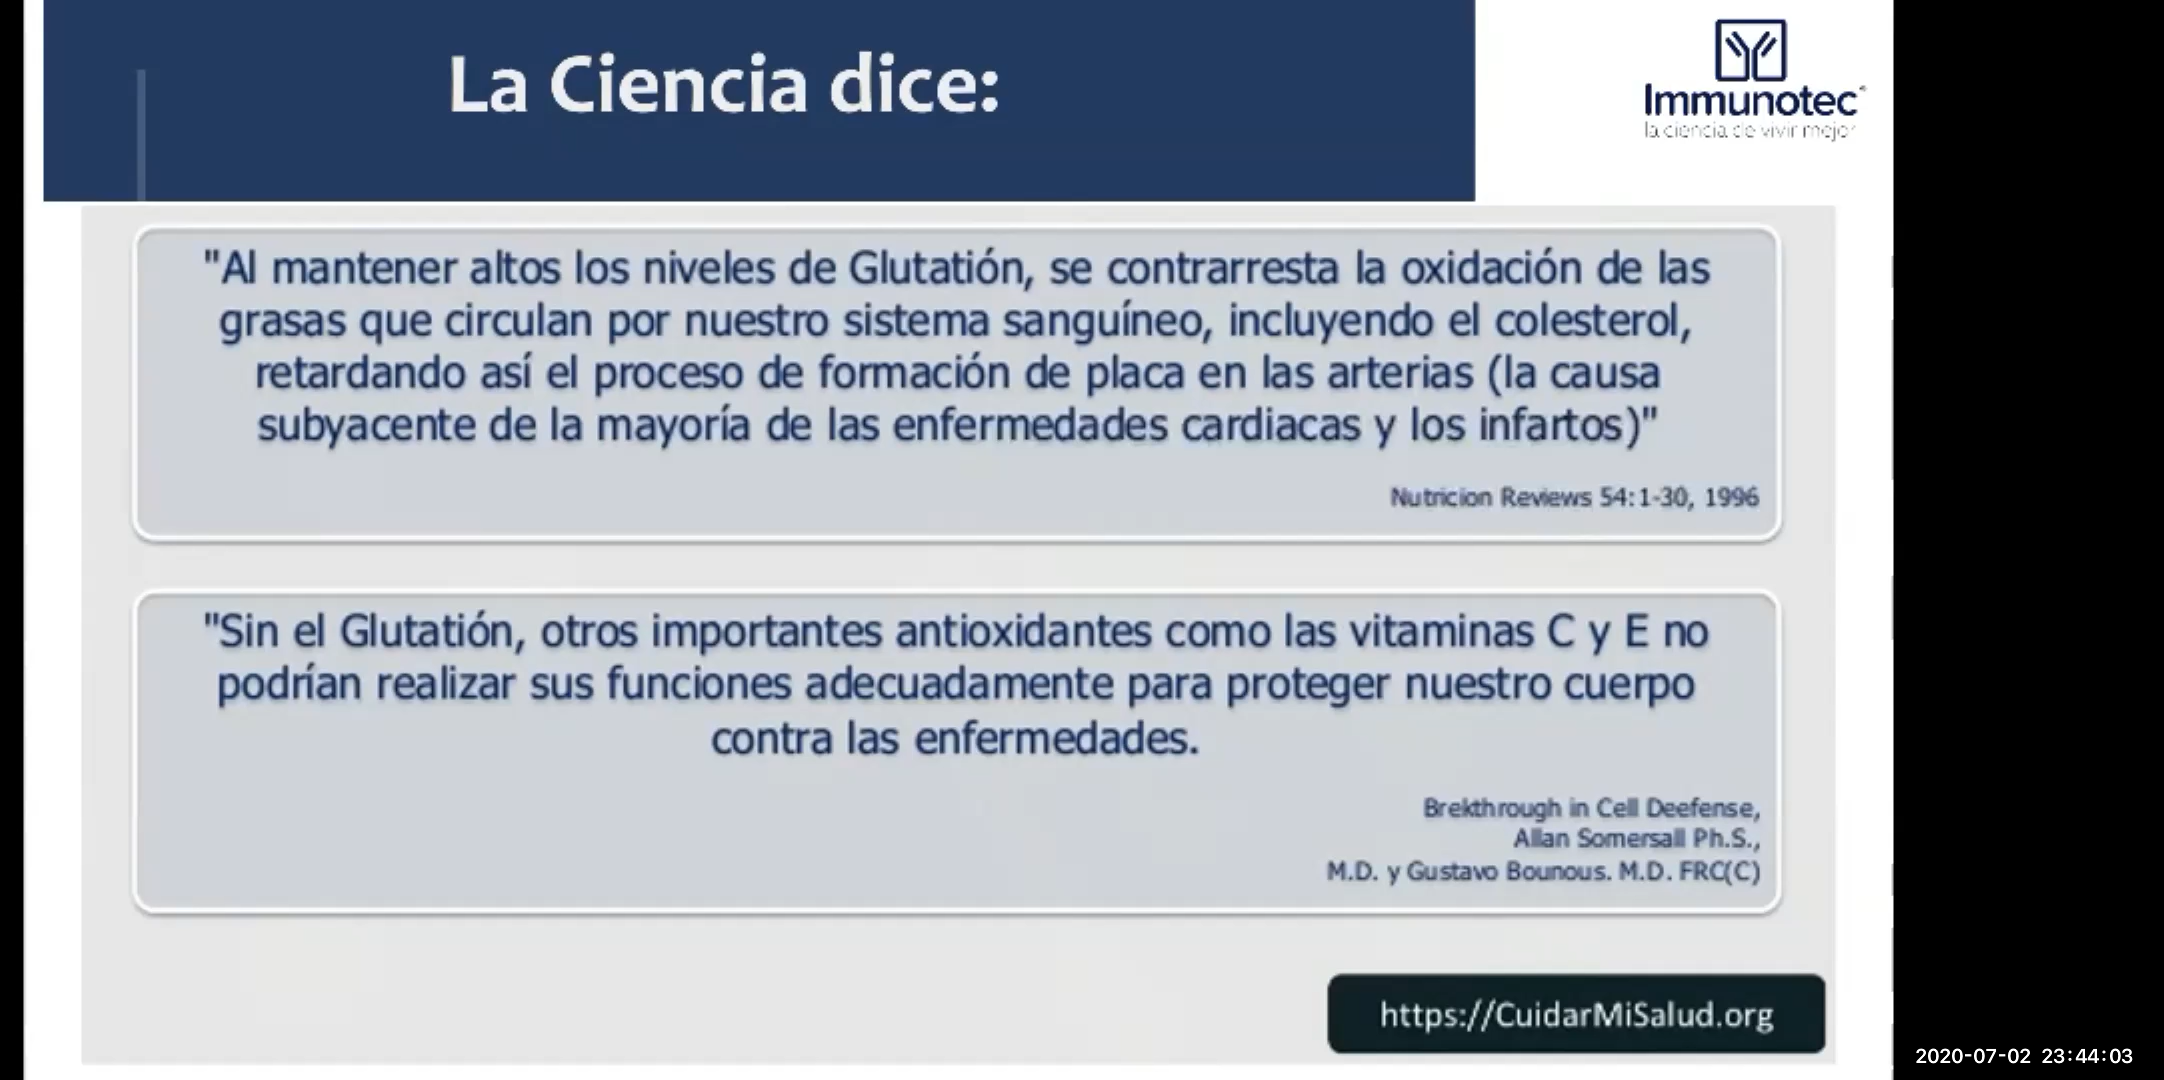 La Ciencia dice:
Immunotec
la ciencia de vivir mejor
"Al mantener altos los niveles de Glutatión, se contrarresta la oxidación de las
grasas que circulan por nuestro sistema sanguíneo, incluyendo el colesterol,
retardando así el proceso de formación de placa en las arterias (la causa
subyacente de la mayoría de las enfermedades cardiacas y los infartos)"
Nutricion Reviews 54:1-30, 1996
"Sin el Glutatión, otros importantes antioxidantes como las vitaminas C y E no
podrían realizar sus funciones adecuadamente para proteger nuestro cuerpo
contra las enfermedades.
Brekthrough in Cell Deefense,
Allan Somersall Ph.S.,
M.D. y Gustavo Bounous. M.D. FRC(C)
https://CuidarMiSalud.org
2020-07-02 23:44:03